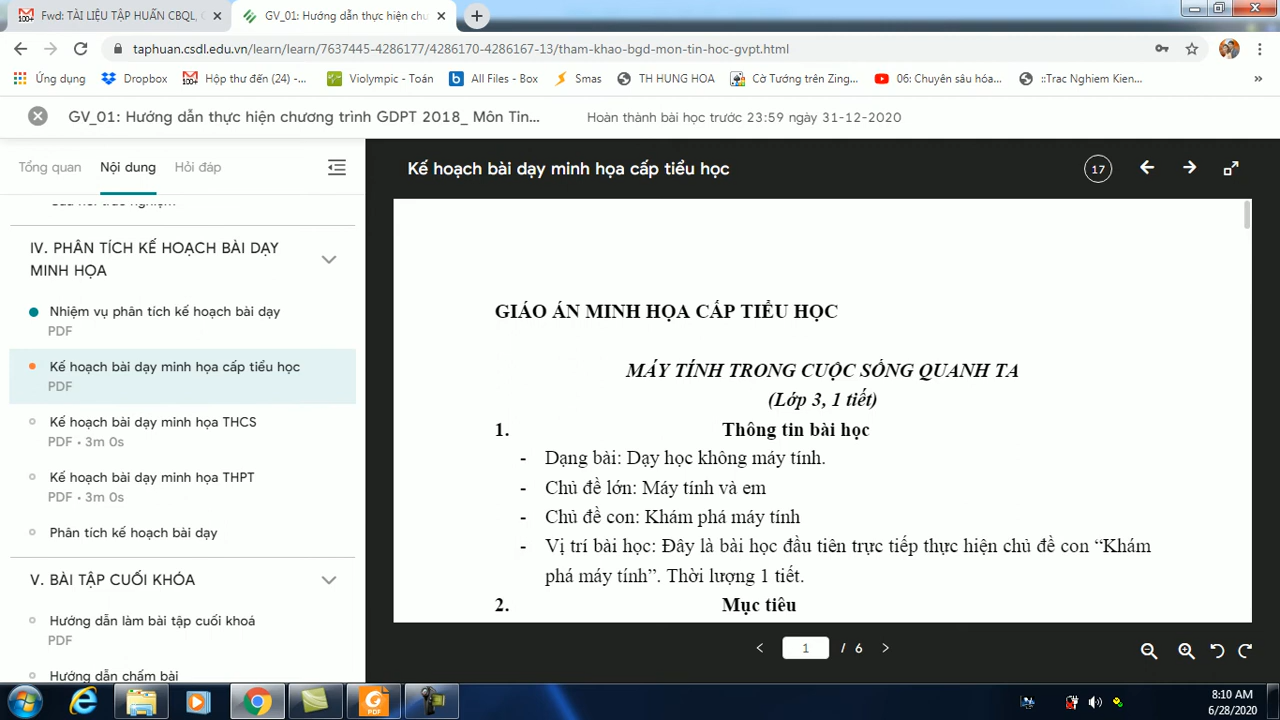 Fwd: TÀI LIỆU TẬP HUẤN CBQL, G
GV_01: Hướng dẫn thực hiện chu
taphuan.csdl.edu.vn/learn/learn/7637445-4286177/4286170-4286167-13/tham-khao-bgd-mon-tin-hoc-gvpt.html
Ứng dụng
Dropbox
Hộp thư đến (24) -...
Violympic - Toán
All Files - Box
Smas
TH HUNG HOA
Cờ Tướng trên Zing...
06: Chuyên sâu hóa...
::Trac Nghiem Kien...
»
GV_01: Hướng dẫn thực hiện chương trình GDPT 2018_ Môn Tin...
Hoàn thành bài học trước 23:59 ngày 31-12-2020
Tổng quan
Nội dung
Hỏi đáp
IV. PHÂN TÍCH KẾ HOẠCH BÀI DẠY
MINH HỌA
Nhiệm vụ phân tích kế hoạch bài dạy
PDF
Kế hoạch bài dạy minh họa cấp tiểu học
PDF
Kế hoạch bài dạy minh họa THCS
PDF • 3m 0s
Kế hoạch bài dạy minh họa THPT
PDF • 3m 0s
Phân tích kế hoạch bài dạy
V. BÀI TẬP CUỐI KHÓA
Hướng dẫn làm bài tập cuối khoá
PDF
Hướng dẫn chấm bài
Kế hoạch bài dạy minh họa cấp tiểu học
17
GIÁO ÁN MINH HỌA CẤP TIỂU HỌC
MÁY TÍNH TRONG CUỘC SỐNG QUANH TA
(Lớp 3, 1 tiết)
1. Thông tin bài học
- Dạng bài: Dạy học không máy tính.
- Chủ đề lớn: Máy tính và em
- Chủ đề con: Khám phá máy tính
- Vị trí bài học: Đây là bài học đầu tiên trực tiếp thực hiện chủ đề con “Khám
phá máy tính”. Thời lượng 1 tiết.
2. Mục tiêu
1 / 6
8:10 AM
6/28/2020